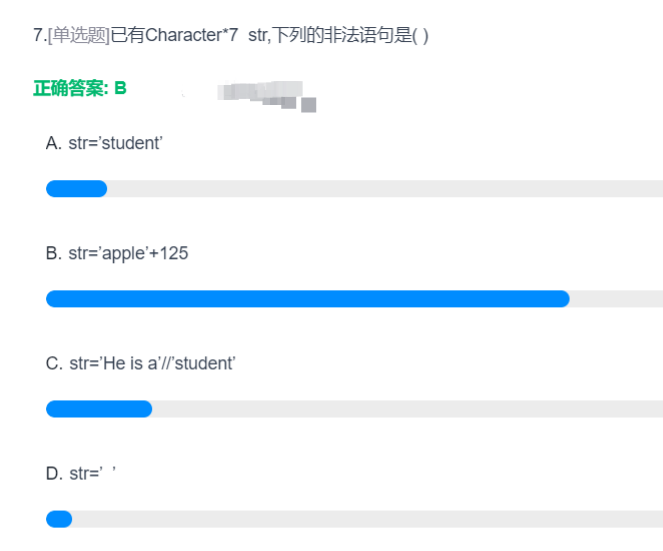 7.[单选题]已有Character*7 str,下列的非法语句是( )
正确答案: B
A. str=’student’
B. str=’apple’+125
C. str=’He is a’//’student’
D. str=’ ’